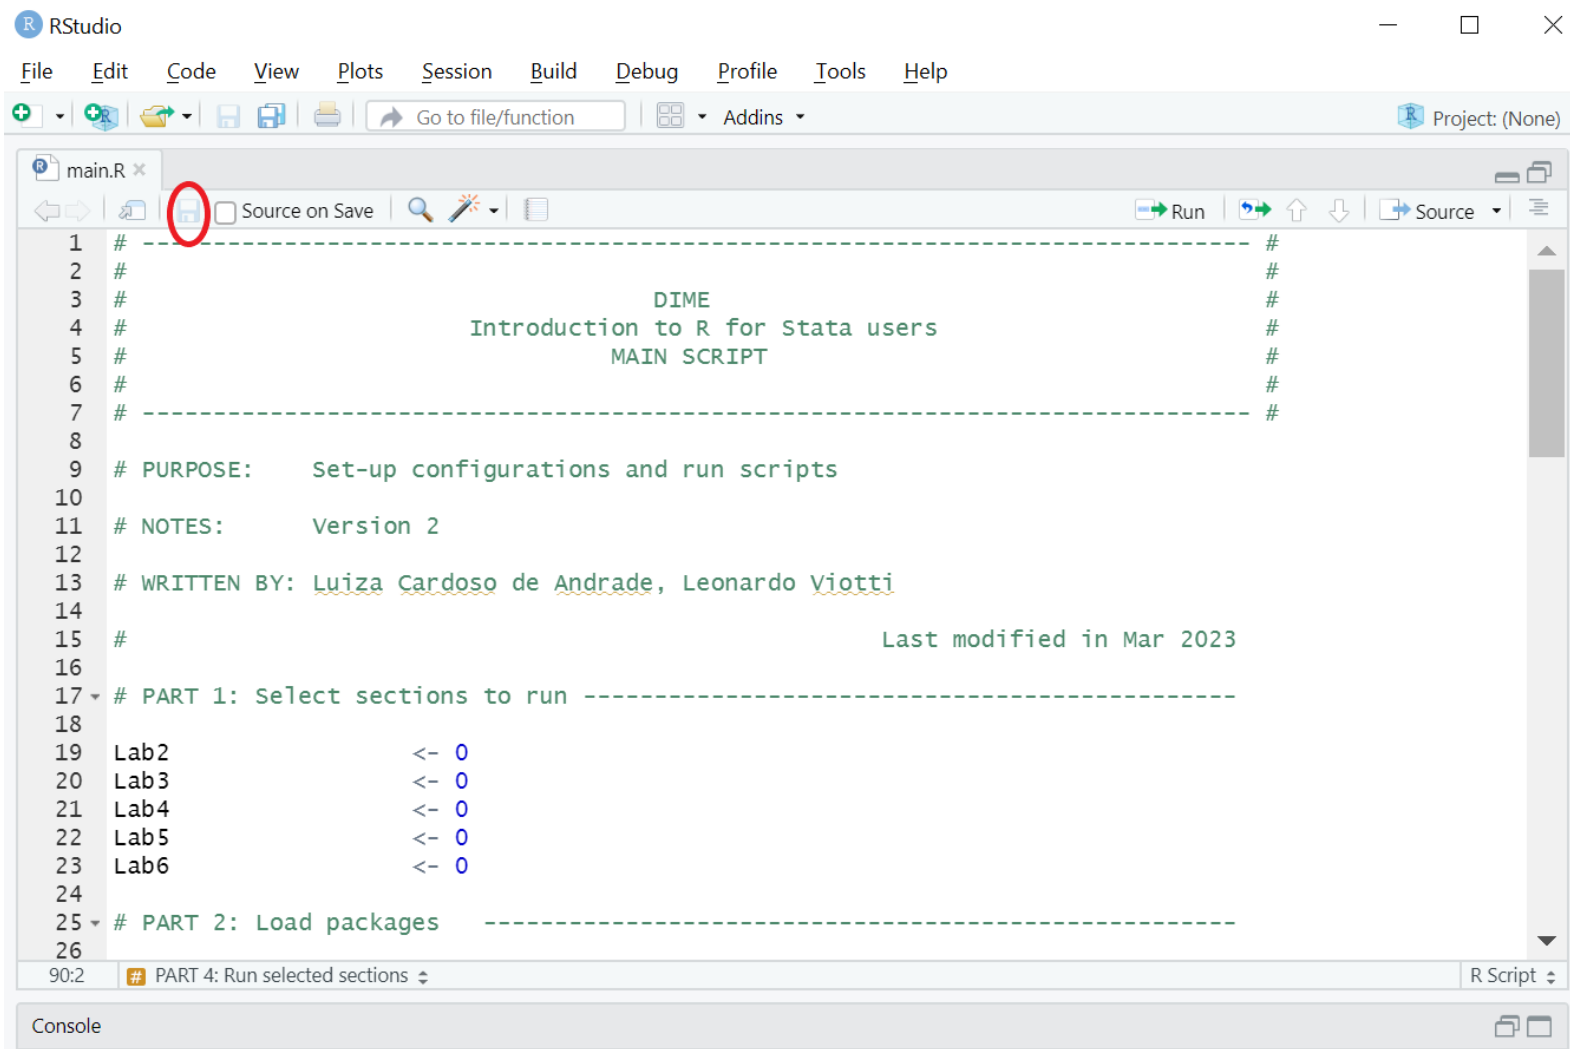 RStudio
File Edit Code View Plots Session Build Debug Profile Tools Help
Go to file/function Addins Project: (None)
main.R
Source on Save Run Source
1 # ------------------------------------------------------------------------------ #
2 # #
3 # DIME #
4 # Introduction to R for Stata users #
5 # MAIN SCRIPT #
6 # #
7 # ------------------------------------------------------------------------------ #
8
9 # PURPOSE: Set-up configurations and run scripts
10
11 # NOTES: Version 2
12
13 # WRITTEN BY: Luiza Cardoso de Andrade, Leonardo Viotti
14
15 # Last modified in Mar 2023
16
17 # PART 1: Select sections to run ----------------------------------------------
18
19 Lab2 <- 0
20 Lab3 <- 0
21 Lab4 <- 0
22 Lab5 <- 0
23 Lab6 <- 0
24
25 # PART 2: Load packages -----------------------------------------------------
26
90:2 # PART 4: Run selected sections R Script
Console